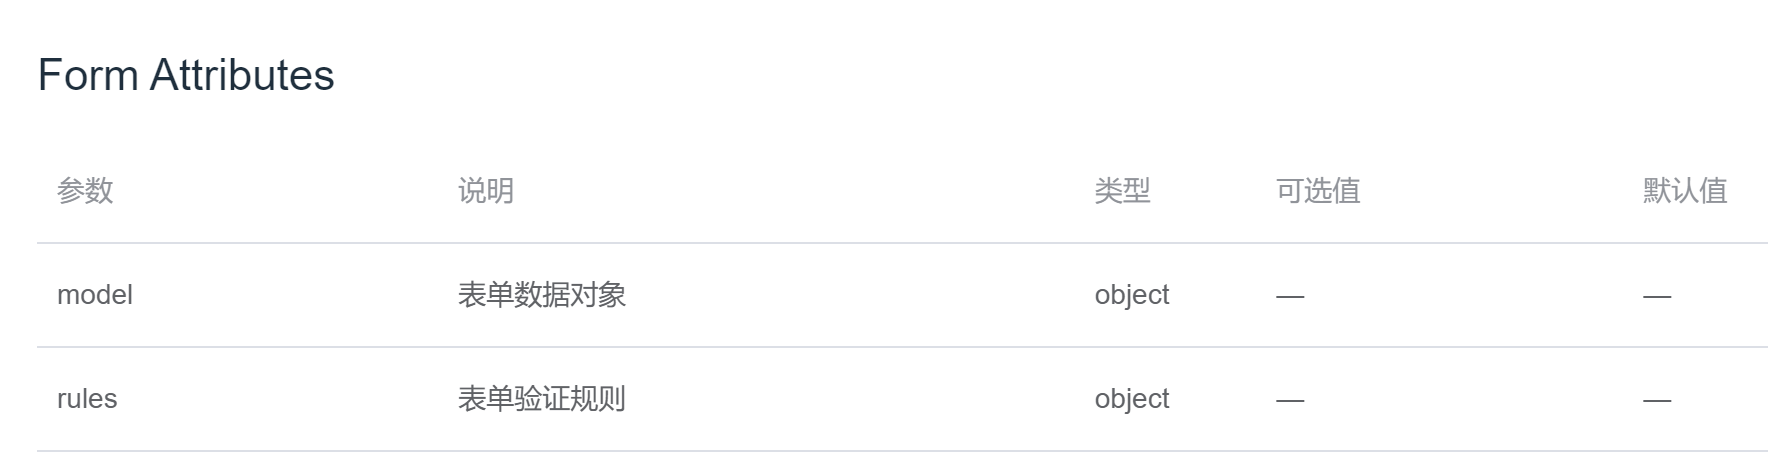 Form Attributes
参数 说明 类型 可选值 默认值
model 表单数据对象 object — —
rules 表单验证规则 object — —